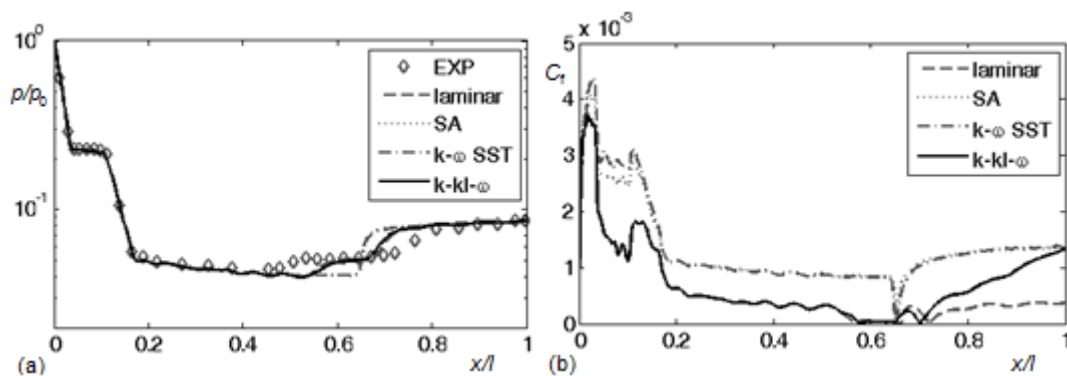 10⁰
p/p₀
10⁻¹
EXP
laminar
SA
k-ω SST
k-kl-ω
0
0.2
0.4
0.6
0.8
1
(a)
x/l
x 10⁻³
5
Cf
4
3
2
1
0
laminar
SA
k-ω SST
k-kl-ω
0
0.2
0.4
0.6
0.8
1
(b)
x/l